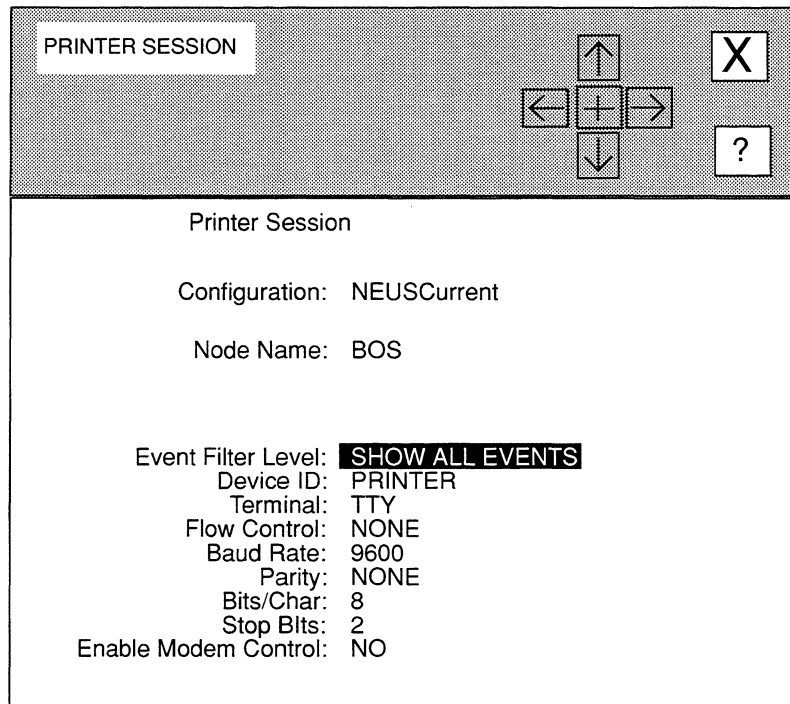 PRINTER SESSION
X
?
Printer Session
Configuration: NEUSCurrent
Node Name: BOS
Event Filter Level: SHOW ALL EVENTS
Device ID: PRINTER
Terminal: TTY
Flow Control: NONE
Baud Rate: 9600
Parity: NONE
Bits/Char: 8
Stop BIts: 2
Enable Modem Control: NO